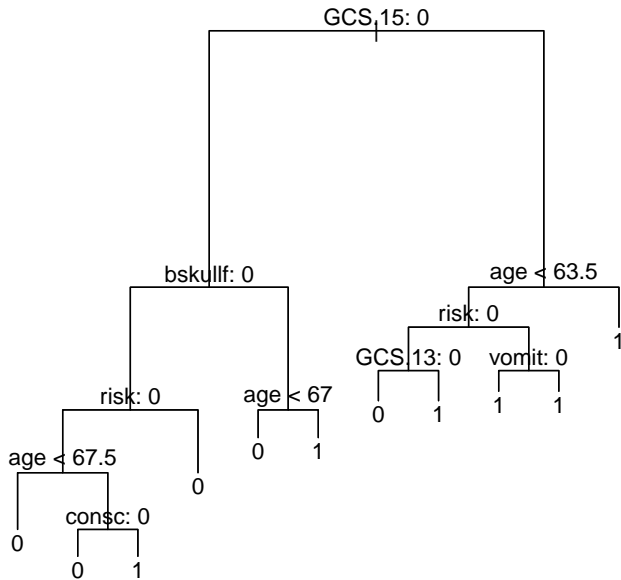 GCS.15: 0
bskullf: 0
age < 63.5
risk: 0
1
GCS.13: 0
vomit: 0
risk: 0
age < 67
0
1
1
1
0
1
age < 67.5
0
consc: 0
0
0
1